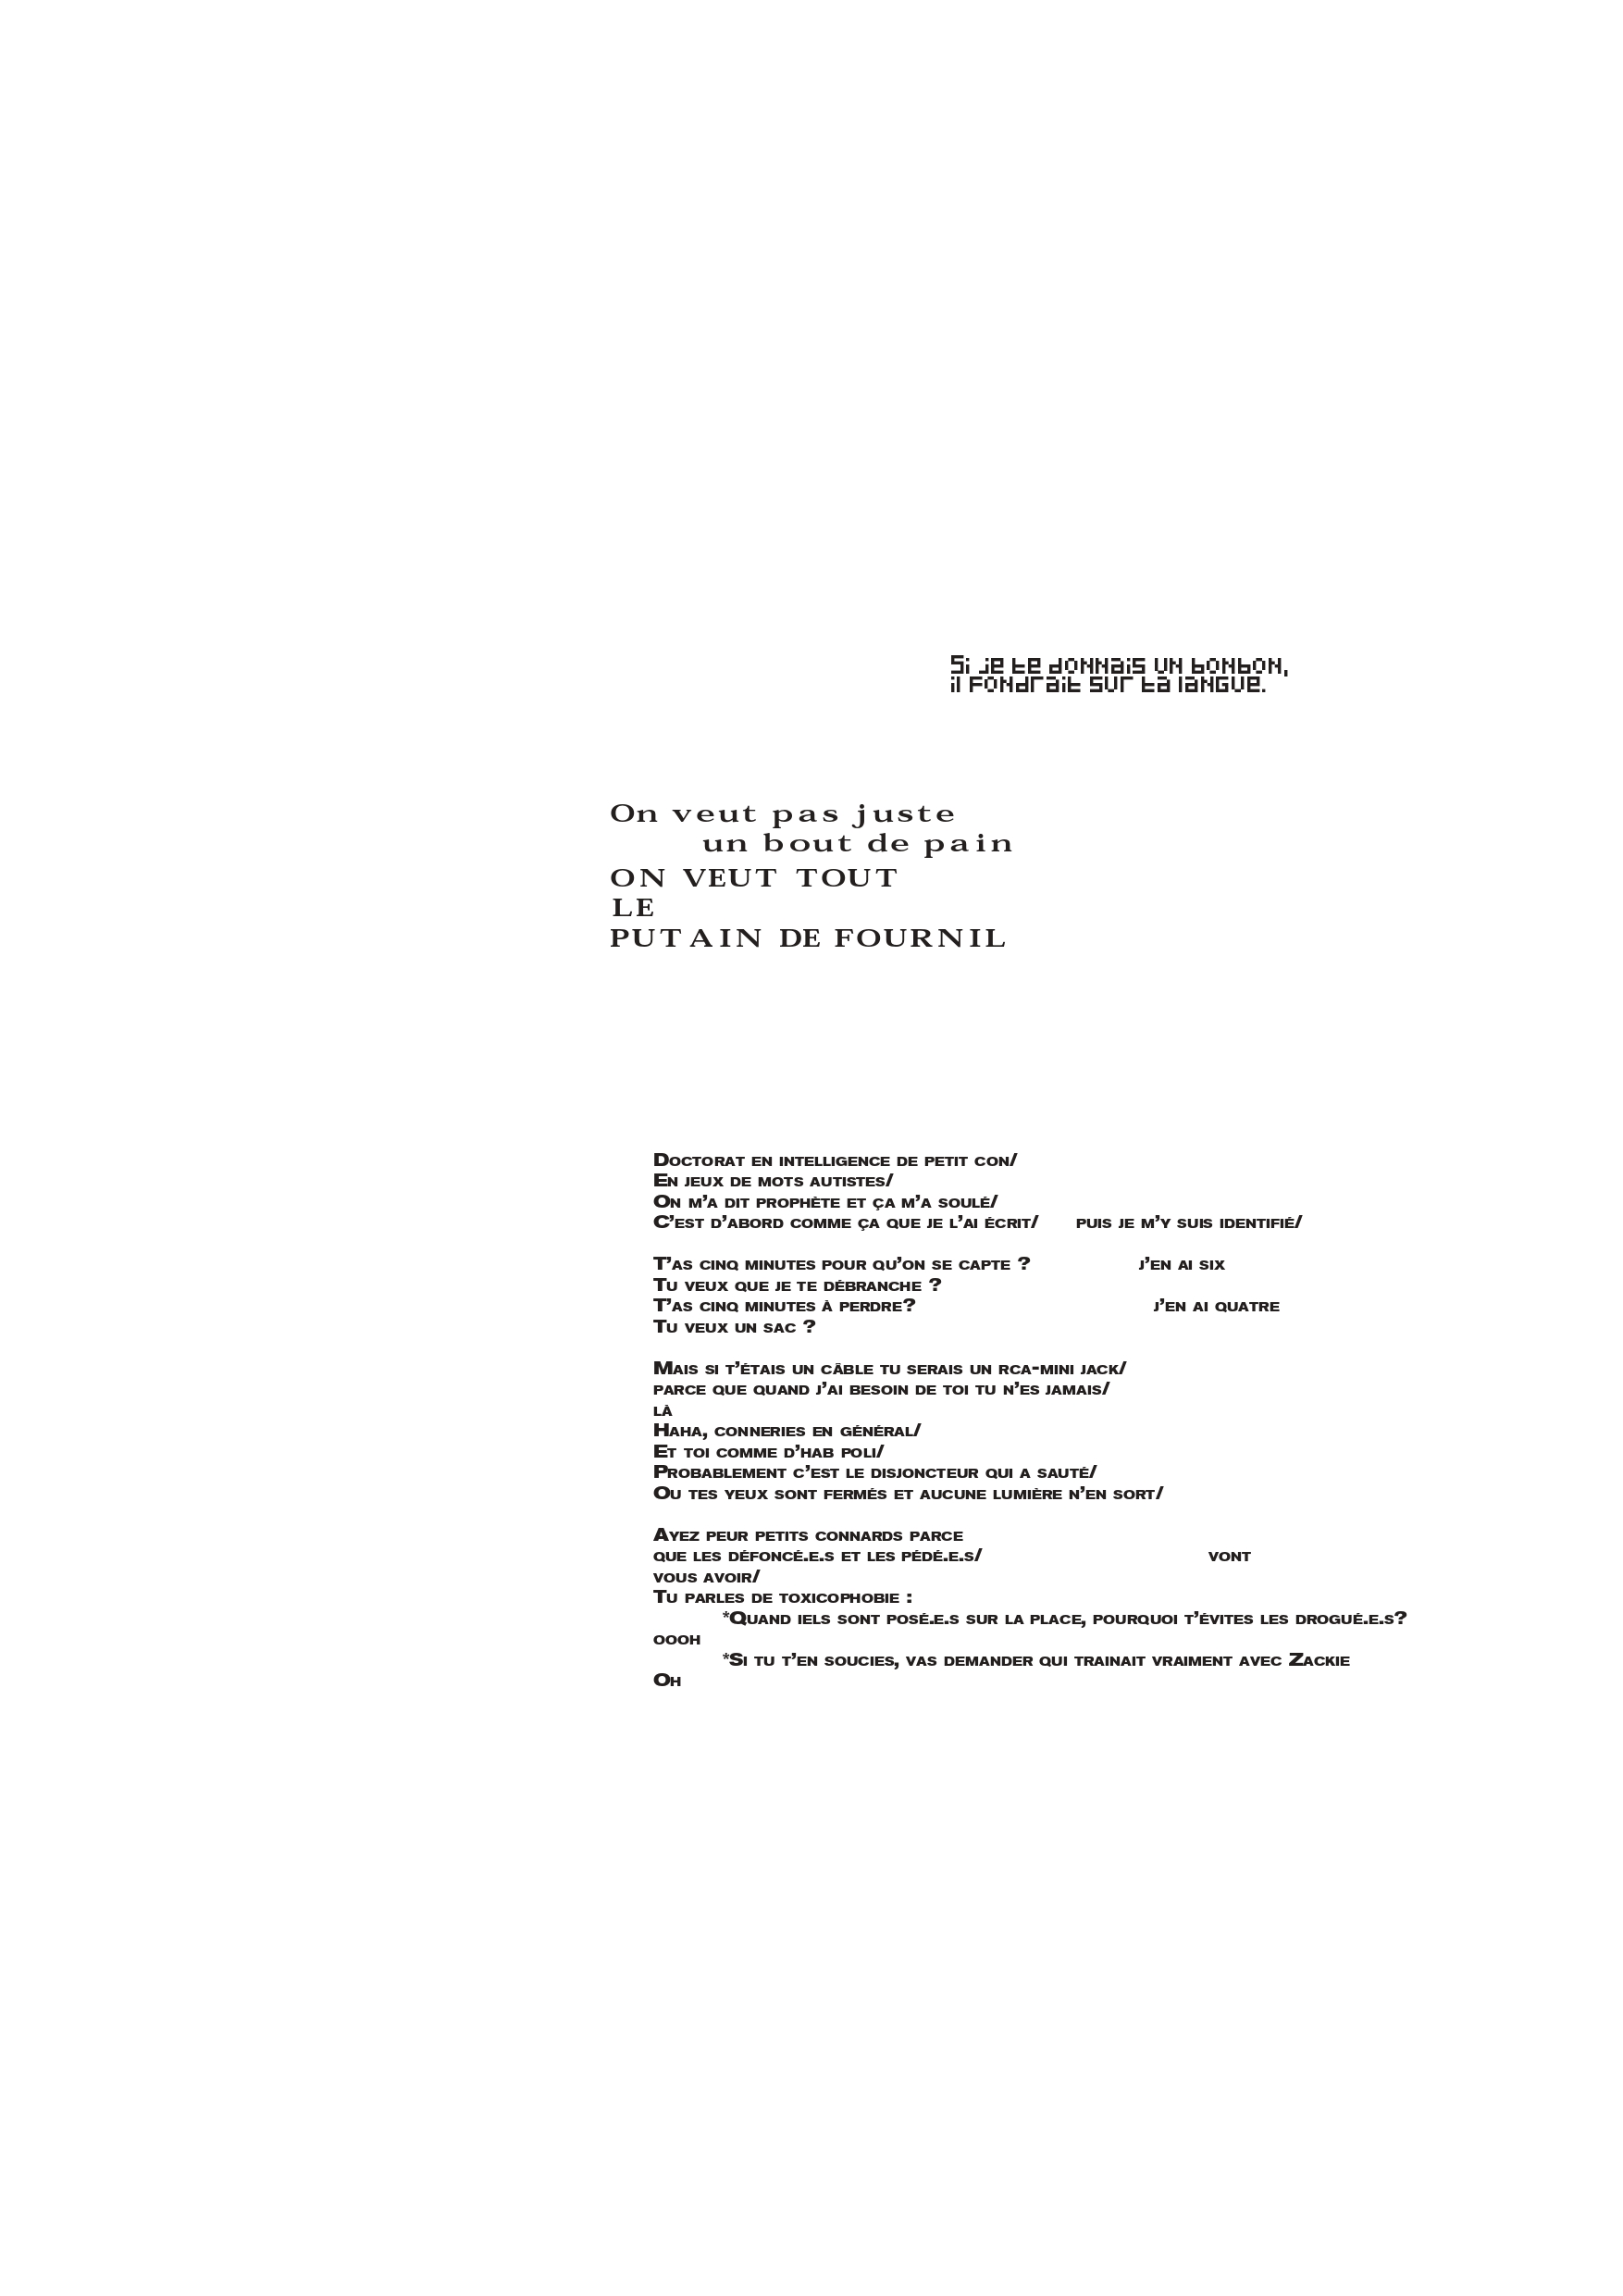 Si je te donnais un bonbon,
il fondrait sur ta langue.
On veut pas juste
un bout de pain
ON VEUT TOUT
LE
PUTAIN DE FOURNIL
Doctorat en intelligence de petit con/
En jeux de mots autistes/
On m’a dit prophète et ça m’a soulé/
C’est d’abord comme ça que je l’ai écrit/ puis je m’y suis identifié/
T’as cinq minutes pour qu’on se capte ? j’en ai six
Tu veux que je te débranche ?
T’as cinq minutes à perdre? j’en ai quatre
Tu veux un sac ?
Mais si t’étais un câble tu serais un rca-mini jack/
parce que quand j’ai besoin de toi tu n’es jamais/
là
Haha, conneries en général/
Et toi comme d’hab poli/
Probablement c’est le disjoncteur qui a sauté/
Ou tes yeux sont fermés et aucune lumière n’en sort/
Ayez peur petits connards parce
que les défoncé.e.s et les pédé.e.s/ vont
vous avoir/
Tu parles de toxicophobie :
*Quand iels sont posé.e.s sur la place, pourquoi t’évites les drogué.e.s?
oooh
*Si tu t’en soucies, vas demander qui trainait vraiment avec Zackie
Oh